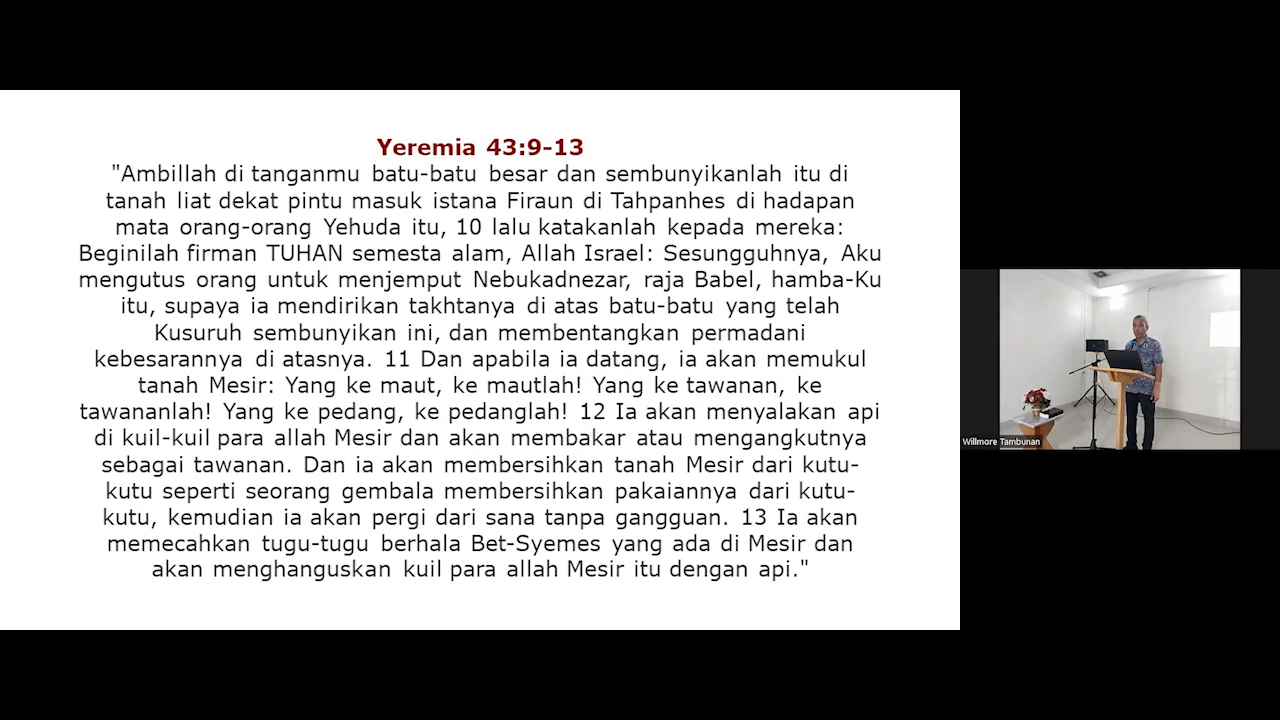 Yeremia 43:9-13
"Ambillah di tanganmu batu-batu besar dan sembunyikanlah itu di
tanah liat dekat pintu masuk istana Firaun di Tahpanhes di hadapan
mata orang-orang Yehuda itu, 10 lalu katakanlah kepada mereka:
Beginilah firman TUHAN semesta alam, Allah Israel: Sesungguhnya, Aku
mengutus orang untuk menjemput Nebukadnezar, raja Babel, hamba-Ku
itu, supaya ia mendirikan takhtanya di atas batu-batu yang telah
Kusuruh sembunyikan ini, dan membentangkan permadani
kebesarannya di atasnya. 11 Dan apabila ia datang, ia akan memukul
tanah Mesir: Yang ke maut, ke mautlah! Yang ke tawanan, ke
tawananlah! Yang ke pedang, ke pedanglah! 12 Ia akan menyalakan api
di kuil-kuil para allah Mesir dan akan membakar atau mengangkutnya
sebagai tawanan. Dan ia akan membersihkan tanah Mesir dari kutu-
kutu seperti seorang gembala membersihkan pakaiannya dari kutu-
kutu, kemudian ia akan pergi dari sana tanpa gangguan. 13 Ia akan
memecahkan tugu-tugu berhala Bet-Syemes yang ada di Mesir dan
akan menghanguskan kuil para allah Mesir itu dengan api."
Willmore Tambunan